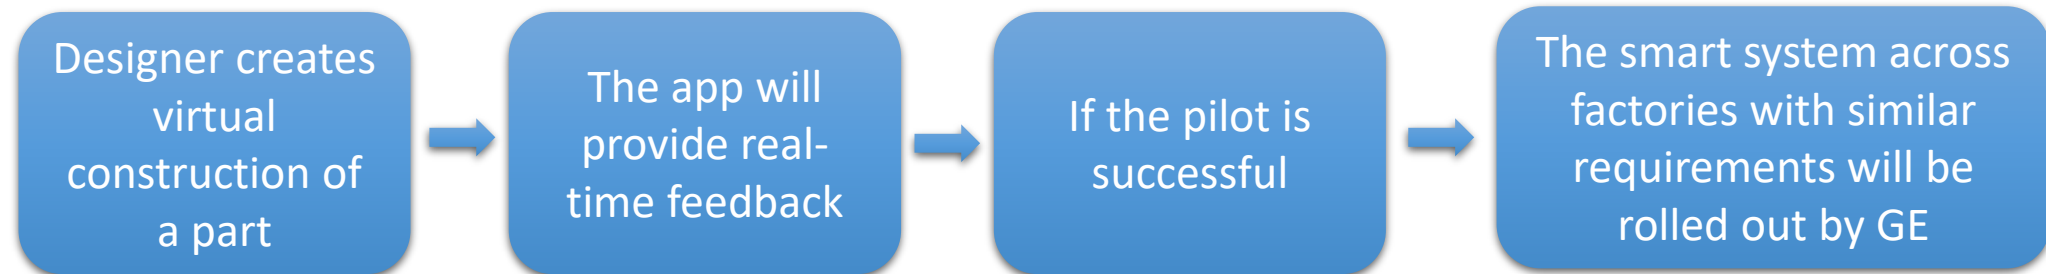 Designer creates
virtual
construction of
a part
The app will
provide real-
time feedback
If the pilot is
successful
The smart system across
factories with similar
requirements will be
rolled out by GE